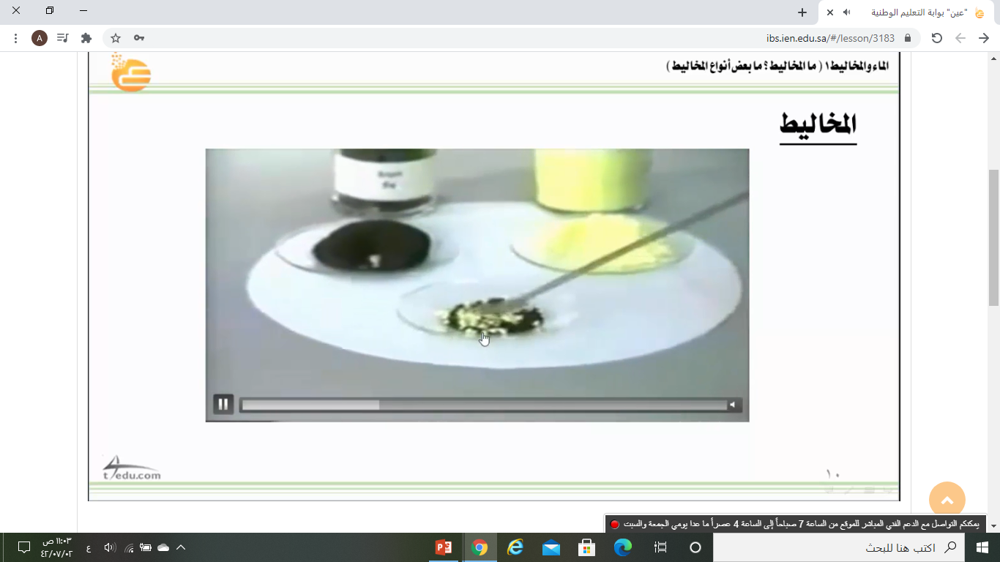 "عين" بوابة التعليم الوطنية
ibs.ien.edu.sa/#/lesson/3183
A
الماء والمخاليط ١ ( ما المخاليط ؟ ما بعض أنواع المخاليط )
المخاليط
t4edu.com
١٠
يمكنكم التواصل مع الدعم الفني المباشر للموقع من الساعة 7 صباحاً إلى الساعة 4 عصراً ما عدا يومي الجمعة والسبت
اكتب هنا للبحث
ع
١١:٠٣ ص
٤٢/٠٧/٠٢